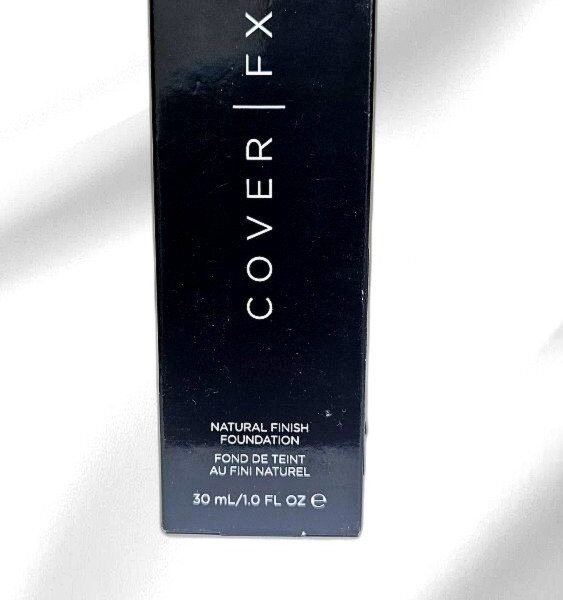 COVER | FX
NATURAL FINISH
FOUNDATION
FOND DE TEINT
AU FINI NATUREL
30 mL/1.0 FL OZ ℮